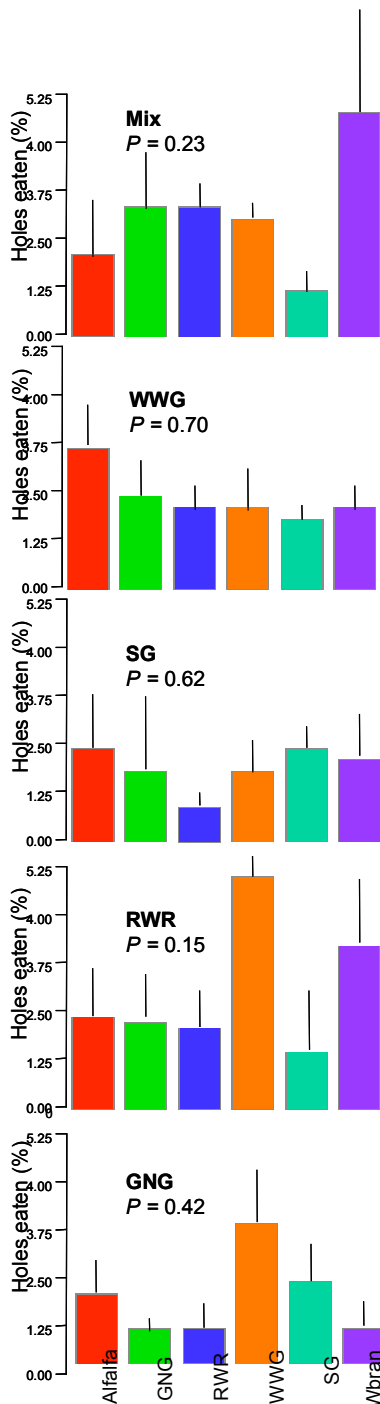 5.25
Mix
4.00
P = 0.23
3.75
2.50
1.25
0.00
Holes eaten (%)
5.25
4.00
WWG
P = 0.70
3.75
2.50
1.25
0.00
Holes eaten (%)
5.25
4.00
SG
P = 0.62
3.75
2.50
1.25
0.00
Holes eaten (%)
5.25
4.00
RWR
P = 0.15
3.75
2.50
1.25
0.00
0
Holes eaten (%)
5.25
4.00
GNG
P = 0.42
3.75
2.50
1.25
0.00
Holes eaten (%)
Alfalfa
GNG
RWR
WWG
SG
Wbran